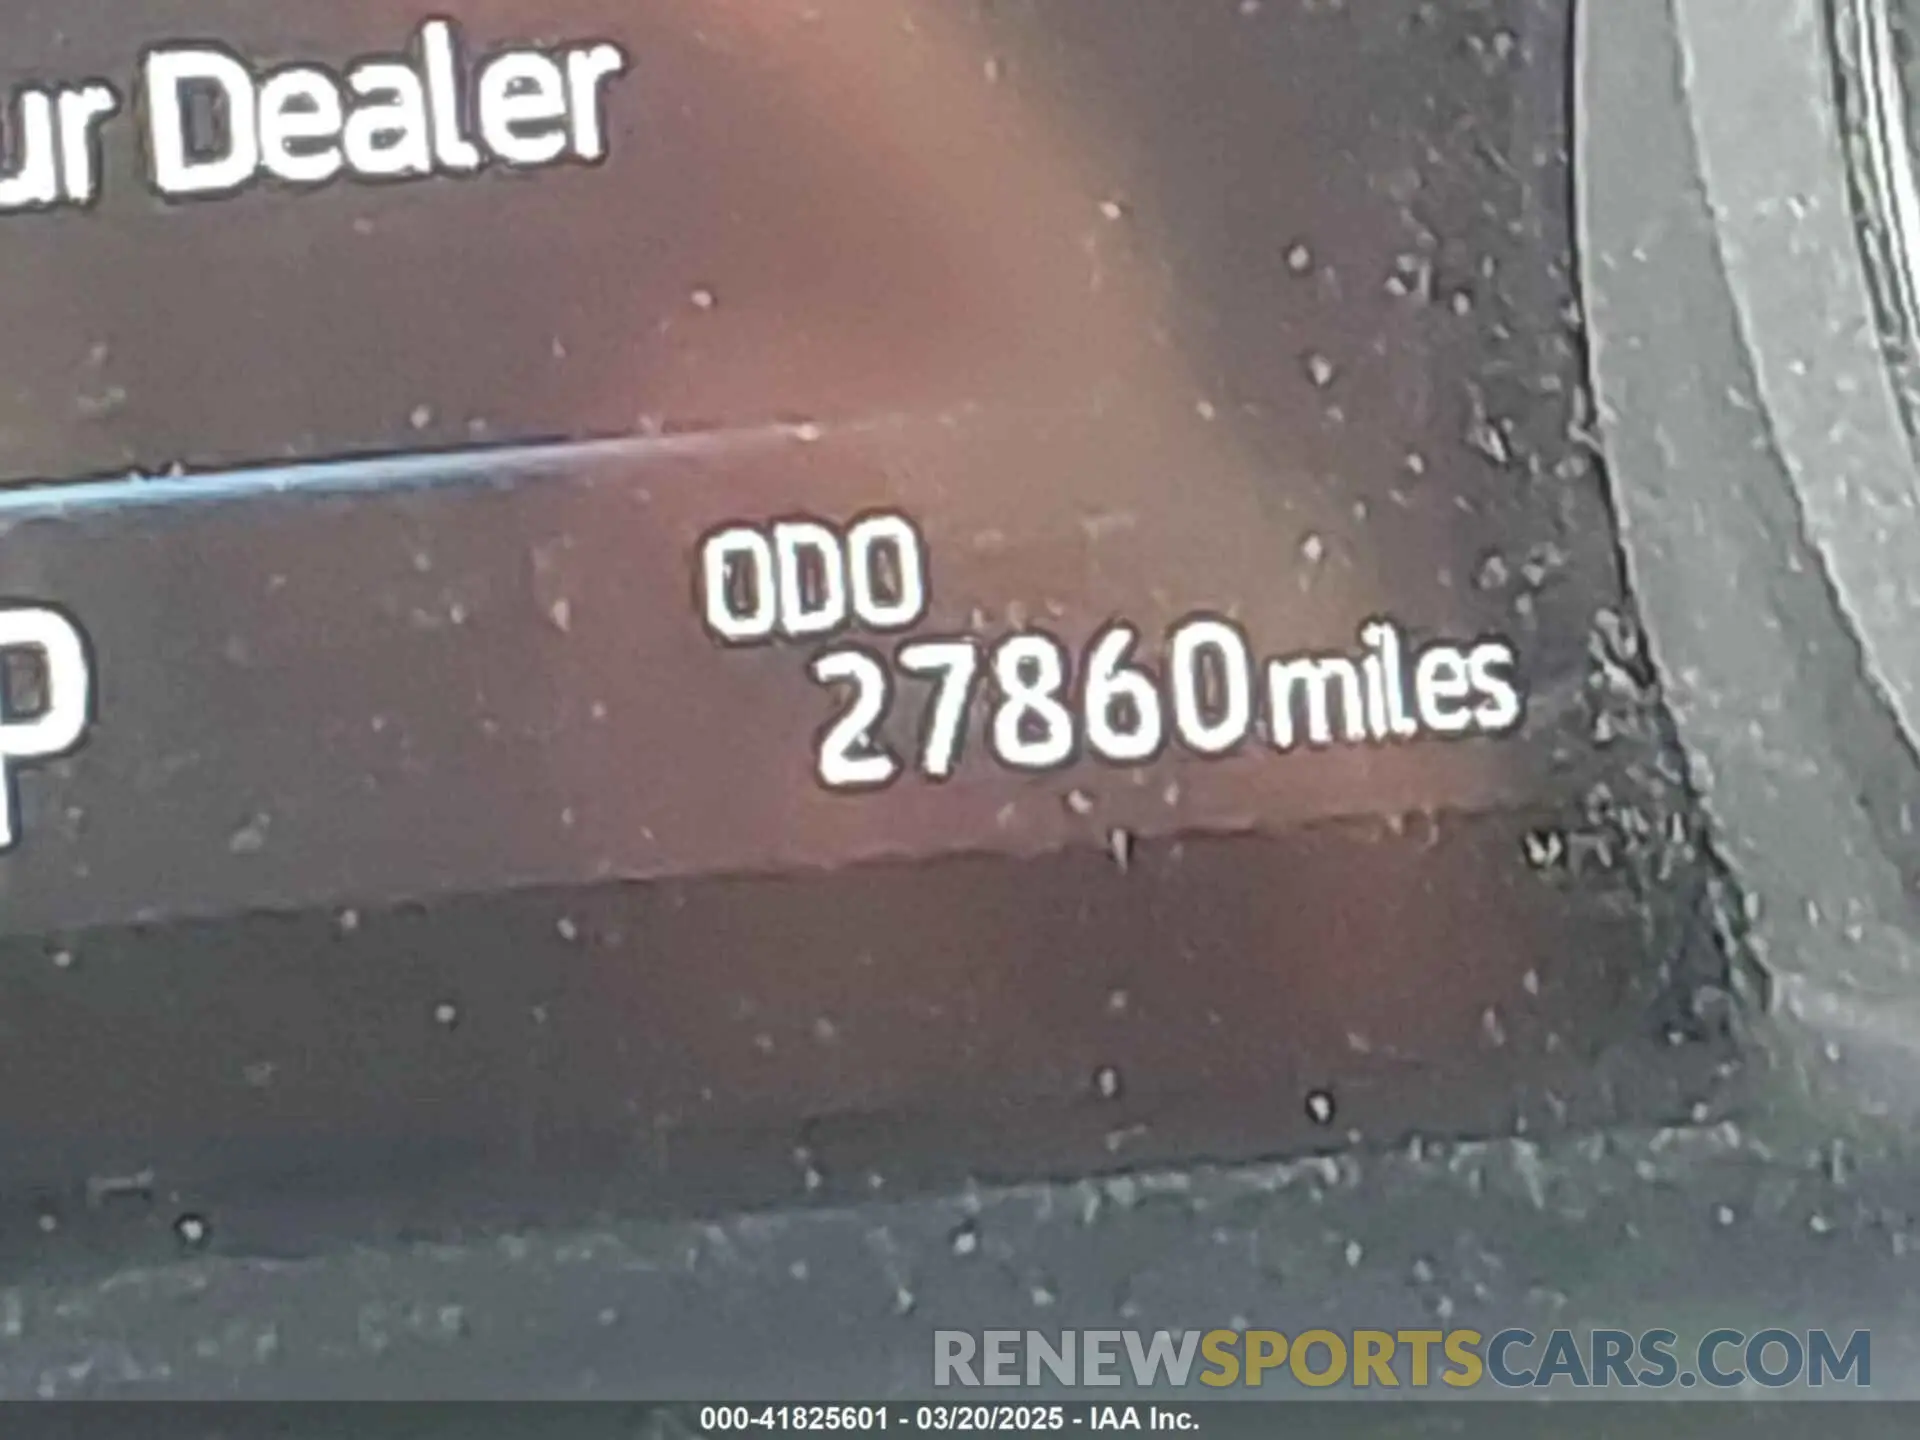 ur Dealer
ODO
P
27860 miles
RENEWSPORTSCARS.COM
000-41825601 - 03/20/2025 - IAA Inc.